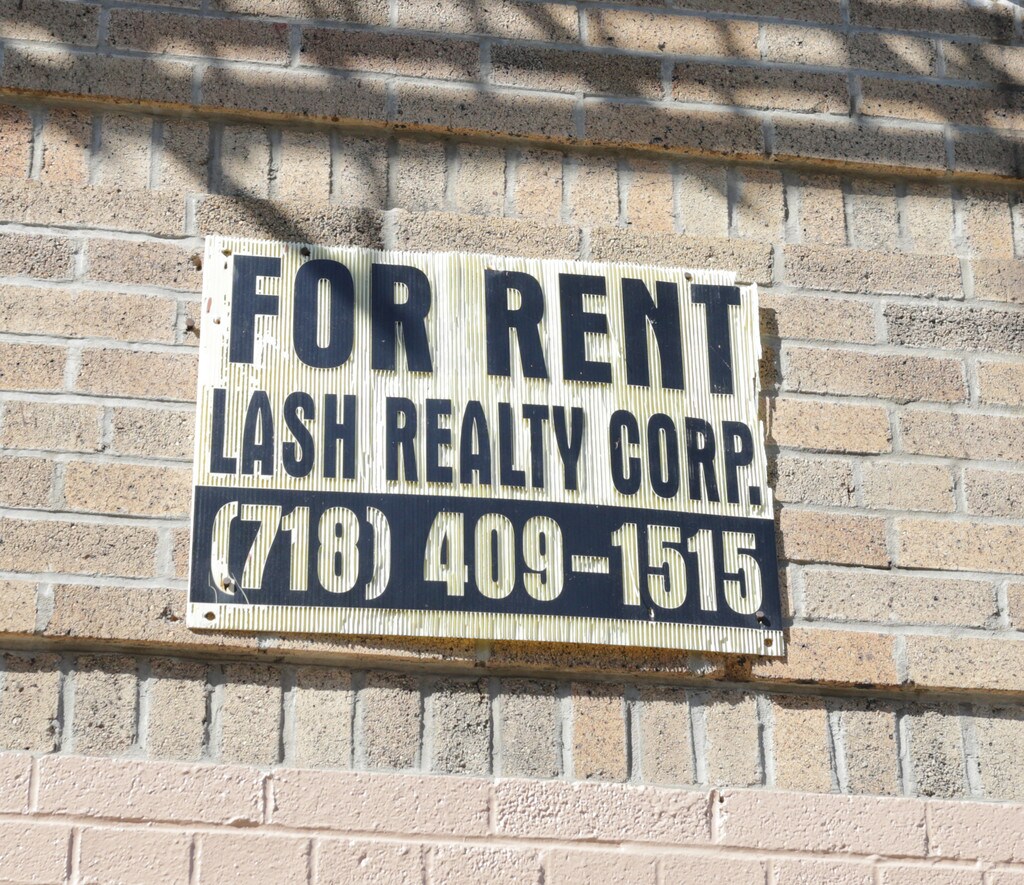 FOR RENT
LASH REALTY CORP.
(718) 409-1515